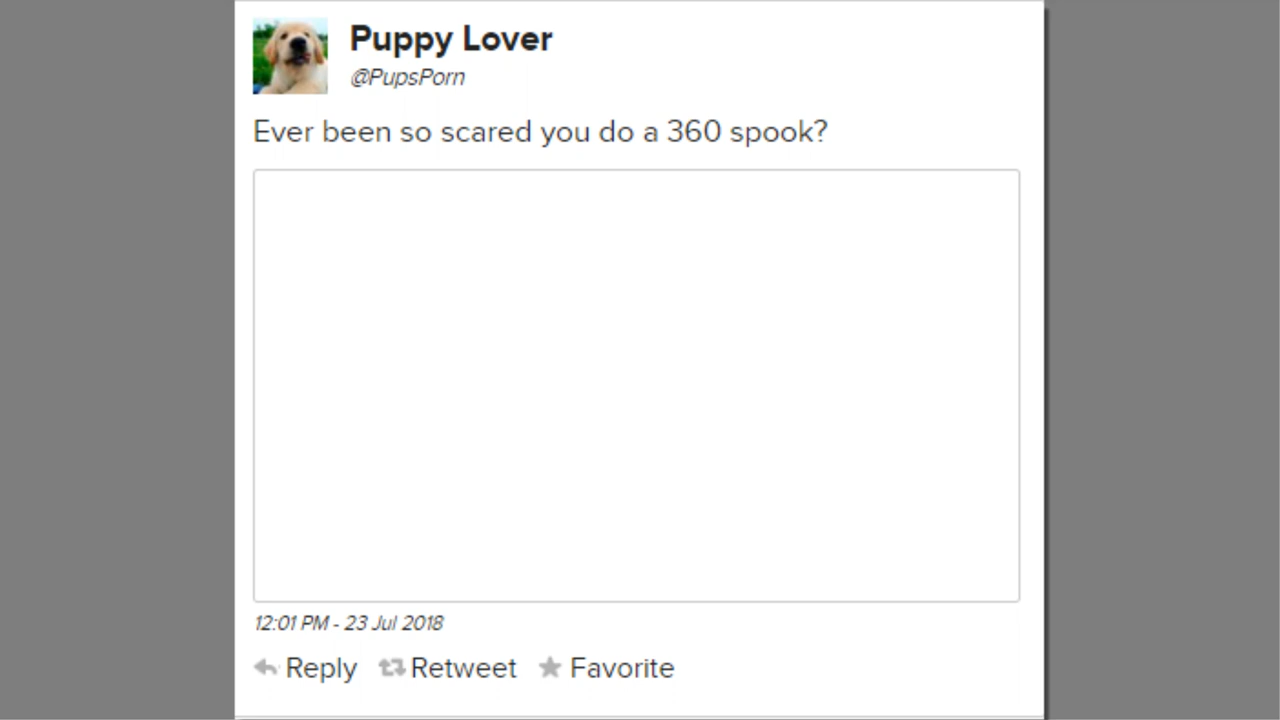 Puppy Lover
@PupsPorn
Ever been so scared you do a 360 spook?
12:01 PM - 23 Jul 2018
Reply Retweet Favorite